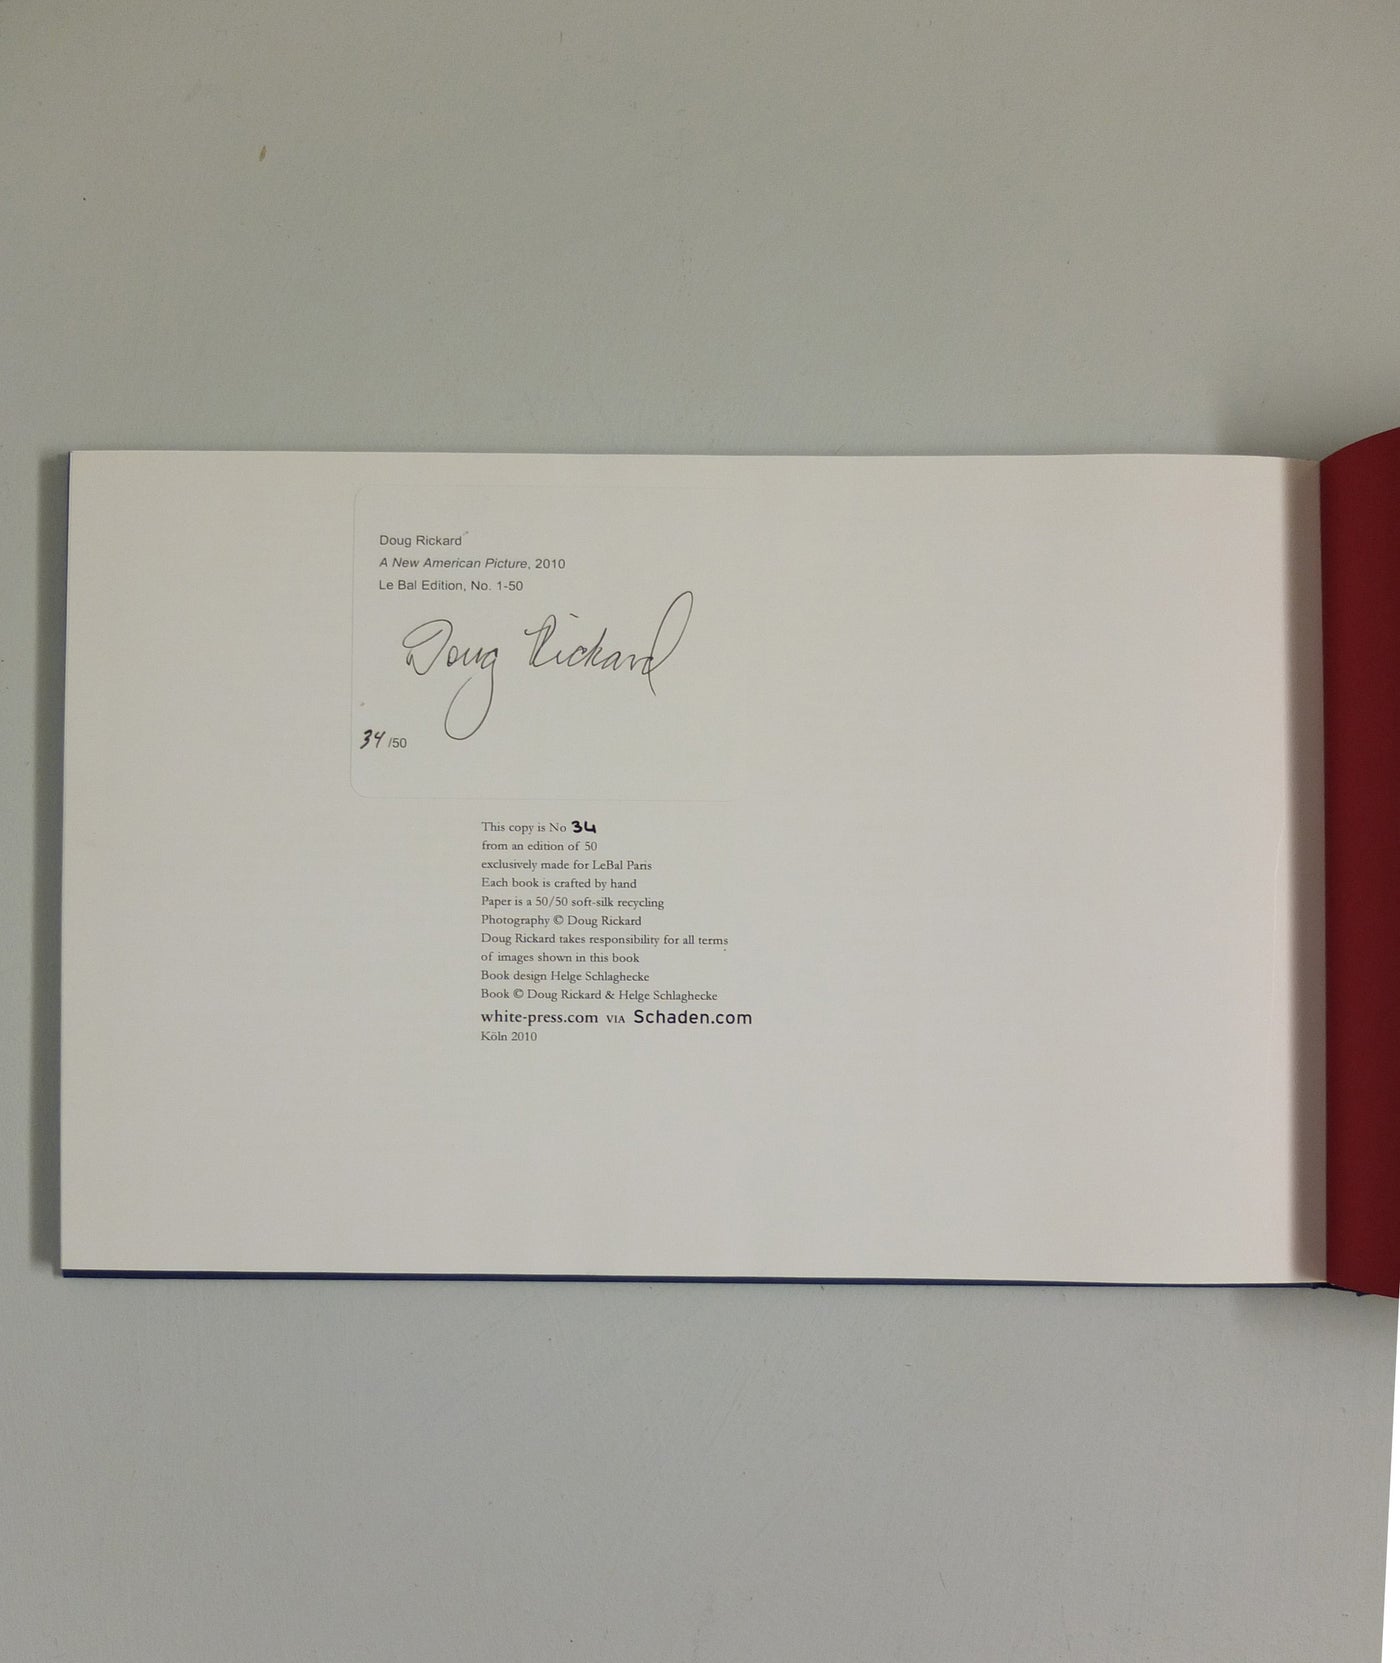 Doug Rickard
A New American Picture, 2010
Le Bal Edition, No. 1-50
Doug Rickard
34 /50
This copy is No 34
from an edition of 50
exclusively made for LeBal Paris
Each book is crafted by hand
Paper is a 50/50 soft-silk recycling
Photography © Doug Rickard
Doug Rickard takes responsibility for all terms
of images shown in this book
Book design Helge Schlaghecke
Book © Doug Rickard & Helge Schlaghecke
white-press.com VIA Schaden.com
Köln 2010